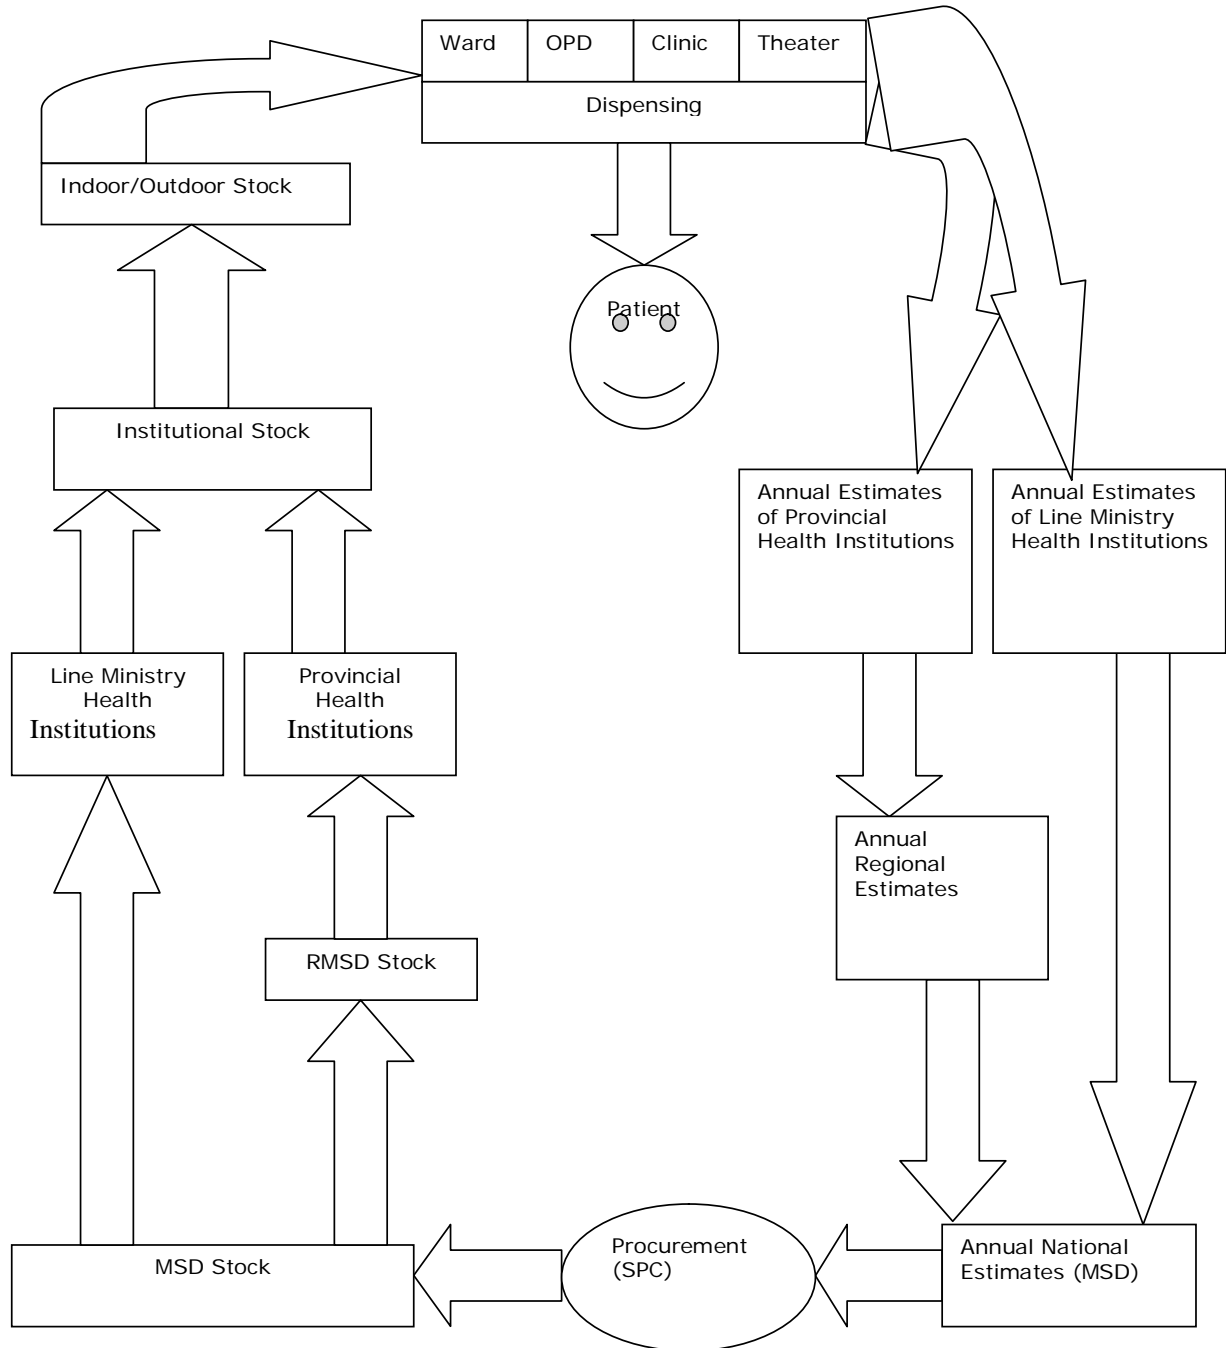 Ward
OPD
Clinic
Theater
Dispensing
Indoor/Outdoor Stock
Patient
Institutional Stock
Annual Estimates
of Provincial
Health Institutions
Annual Estimates
of Line Ministry
Health Institutions
Line Ministry
Health
Institutions
Provincial
Health
Institutions
Annual
Regional
Estimates
RMSD Stock
MSD Stock
Procurement
(SPC)
Annual National
Estimates (MSD)